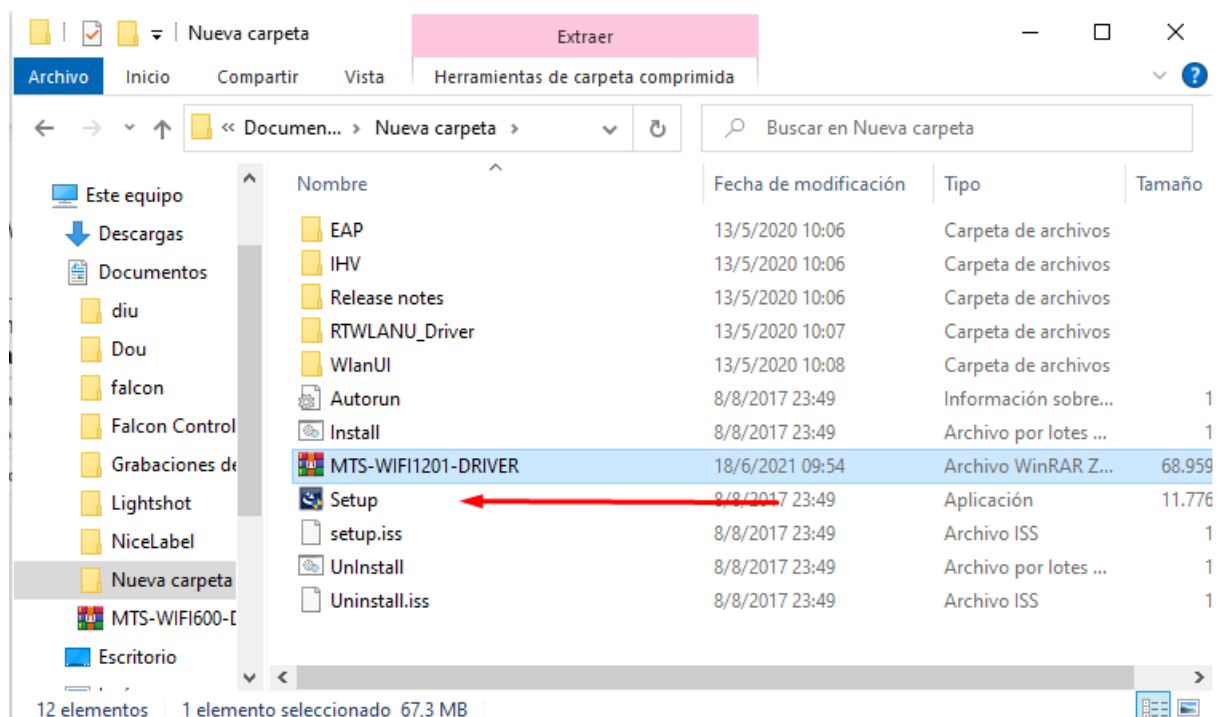 Nueva carpeta
Extraer
Archivo Inicio Compartir Vista Herramientas de carpeta comprimida
« Documen... › Nueva carpeta › Buscar en Nueva carpeta
Nombre Fecha de modificación Tipo Tamaño
Este equipo
Descargas
Documentos
diu
Dou
falcon
Falcon Control
Grabaciones de
Lightshot
NiceLabel
Nueva carpeta
MTS-WIFI600-D
Escritorio
EAP 13/5/2020 10:06 Carpeta de archivos
IHV 13/5/2020 10:06 Carpeta de archivos
Release notes 13/5/2020 10:06 Carpeta de archivos
RTWLANU_Driver 13/5/2020 10:07 Carpeta de archivos
WlanUI 13/5/2020 10:08 Carpeta de archivos
Autorun 8/8/2017 23:49 Información sobre... 1
Install 8/8/2017 23:49 Archivo por lotes ... 1
MTS-WIFI1201-DRIVER 18/6/2021 09:54 Archivo WinRAR Z... 68.959
Setup 8/8/2017 23:49 Aplicación 11.776
setup.iss 8/8/2017 23:49 Archivo ISS 1
UnInstall 8/8/2017 23:49 Archivo por lotes ... 1
Uninstall.iss 8/8/2017 23:49 Archivo ISS 1
12 elementos 1 elemento seleccionado 67,3 MB